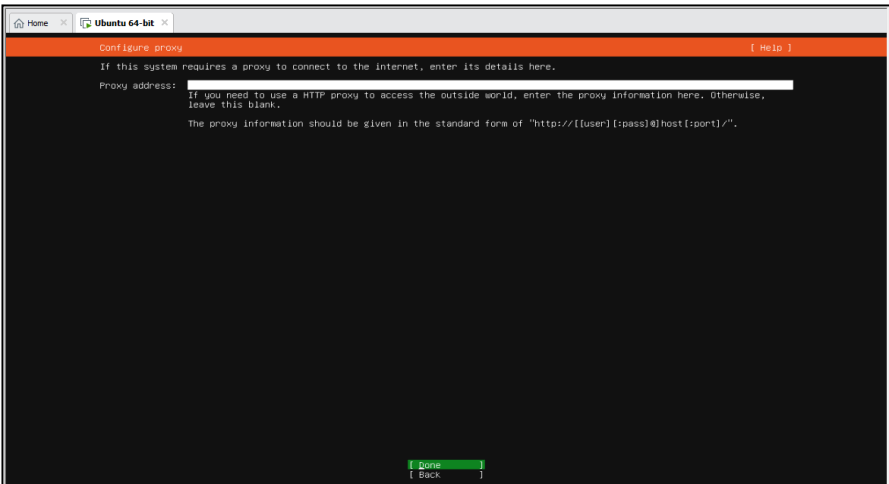 Home × Ubuntu 64-bit ×
Configure proxy [ Help ]
If this system requires a proxy to connect to the internet, enter its details here.
Proxy address:
If you need to use a HTTP proxy to access the outside world, enter the proxy information here. Otherwise,
leave this blank.
The proxy information should be given in the standard form of "http://[[user][:pass]@]host[:port]/".
[ Done ]
[ Back ]